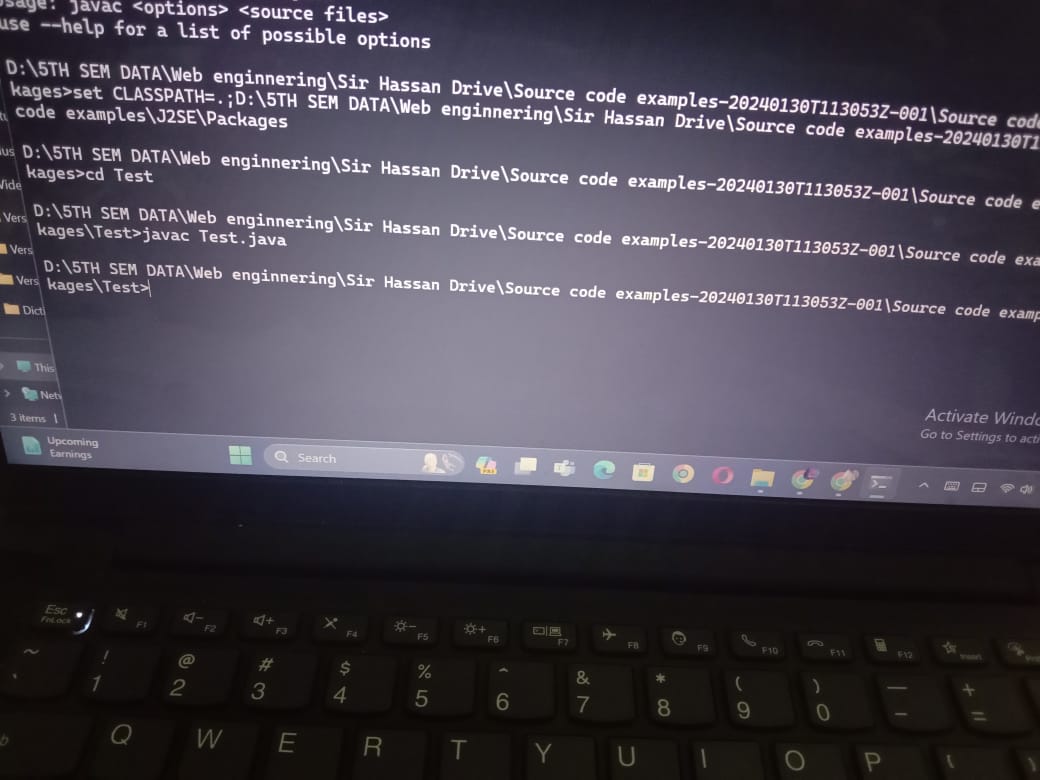 javac <options> <source files>
use --help for a list of possible options
D:\5TH SEM DATA\Web enginnering\Sir Hassan Drive\Source code examples-20240130T113053Z-001\Source code
kages>set CLASSPATH=.;D:\5TH SEM DATA\Web enginnering\Sir Hassan Drive\Source code examples-20240130T1
code examples\J2SE\Packages
D:\5TH SEM DATA\Web enginnering\Sir Hassan Drive\Source code examples-20240130T113053Z-001\Source code e
kages>cd Test
D:\5TH SEM DATA\Web enginnering\Sir Hassan Drive\Source code examples-20240130T113053Z-001\Source code exa
kages\Test>javac Test.java
D:\5TH SEM DATA\Web enginnering\Sir Hassan Drive\Source code examples-20240130T113053Z-001\Source code examp
kages\Test>
Vers
Vers
Vers
Dicti
This
Netw
3 items
Activate Windo
Go to Settings to acti
Upcoming
Earnings
Search
Esc
FnLock
F1 F2 F3 F4 F5 F6 F7 F8 F9 F10 F11 F12 Insert
~ ! @ # $ % ^ & * ( ) — +
` 1 2 3 4 5 6 7 8 9 0 - =
Q W E R T Y U I O P